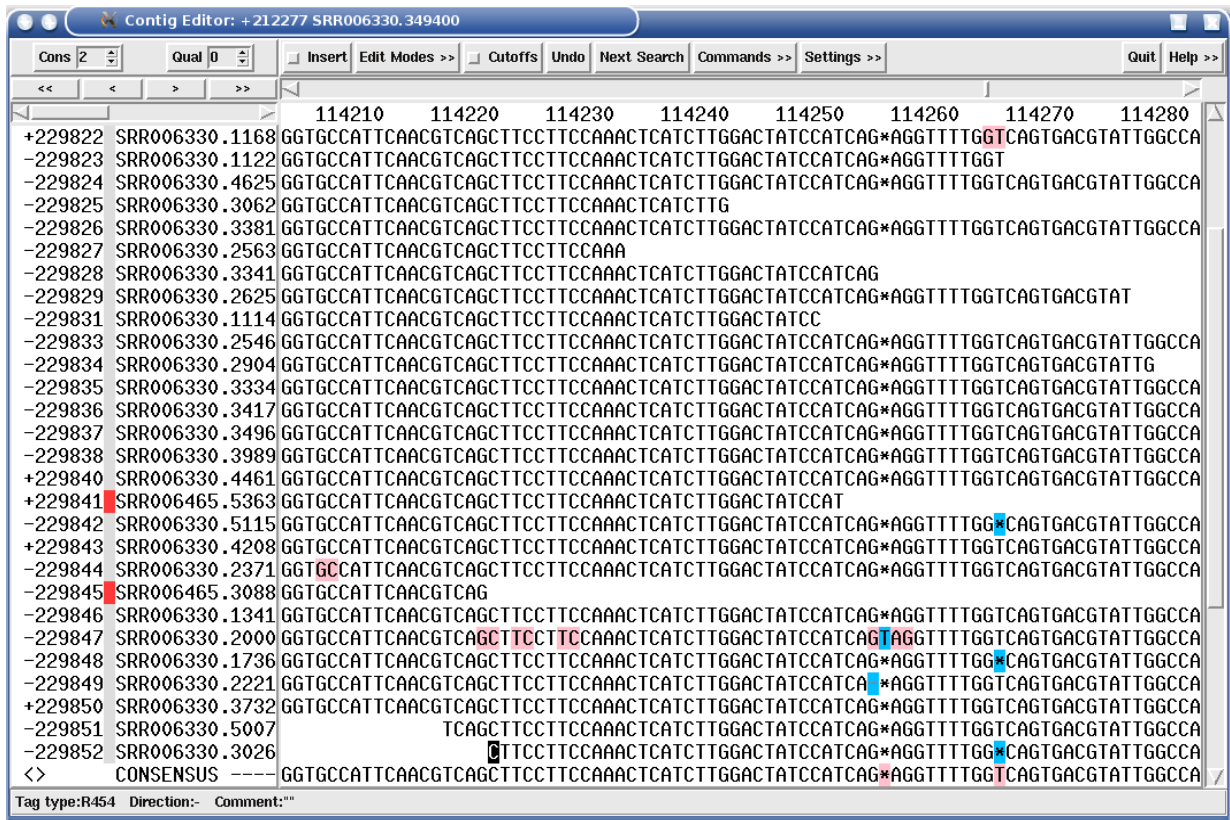 Contig Editor: +212277 SRR006330.349400
Cons 2 Qual 0 Insert Edit Modes >> Cutoffs Undo Next Search Commands >> Settings >> Quit Help >>
<< < > >>
114210 114220 114230 114240 114250 114260 114270 114280
+229822 SRR006330.1168 GGTGCCATTCAACGTCAGCTTCCTTCCAAACTCATCTTGGACTATCCATCAG*AGGTTTTGGTCAGTGACGTATTGGCCA
-229823 SRR006330.1122 GGTGCCATTCAACGTCAGCTTCCTTCCAAACTCATCTTGGACTATCCATCAG*AGGTTTTGGT
-229824 SRR006330.4625 GGTGCCATTCAACGTCAGCTTCCTTCCAAACTCATCTTGGACTATCCATCAG*AGGTTTTGGTCAGTGACGTATTGGCCA
-229825 SRR006330.3062 GGTGCCATTCAACGTCAGCTTCCTTCCAAACTCATCTTG
-229826 SRR006330.3381 GGTGCCATTCAACGTCAGCTTCCTTCCAAACTCATCTTGGACTATCCATCAG*AGGTTTTGGTCAGTGACGTATTGGCCA
-229827 SRR006330.2563 GGTGCCATTCAACGTCAGCTTCCTTCCAAA
-229828 SRR006330.3341 GGTGCCATTCAACGTCAGCTTCCTTCCAAACTCATCTTGGACTATCCATCAG
-229829 SRR006330.2625 GGTGCCATTCAACGTCAGCTTCCTTCCAAACTCATCTTGGACTATCCATCAG*AGGTTTTGGTCAGTGACGTAT
-229831 SRR006330.1114 GGTGCCATTCAACGTCAGCTTCCTTCCAAACTCATCTTGGACTATCC
-229833 SRR006330.2546 GGTGCCATTCAACGTCAGCTTCCTTCCAAACTCATCTTGGACTATCCATCAG*AGGTTTTGGTCAGTGACGTATTGGCCA
-229834 SRR006330.2904 GGTGCCATTCAACGTCAGCTTCCTTCCAAACTCATCTTGGACTATCCATCAG*AGGTTTTGGTCAGTGACGTATTG
-229835 SRR006330.3334 GGTGCCATTCAACGTCAGCTTCCTTCCAAACTCATCTTGGACTATCCATCAG*AGGTTTTGGTCAGTGACGTATTGGCCA
-229836 SRR006330.3417 GGTGCCATTCAACGTCAGCTTCCTTCCAAACTCATCTTGGACTATCCATCAG*AGGTTTTGGTCAGTGACGTATTGGCCA
-229837 SRR006330.3496 GGTGCCATTCAACGTCAGCTTCCTTCCAAACTCATCTTGGACTATCCATCAG*AGGTTTTGGTCAGTGACGTATTGGCCA
-229838 SRR006330.3989 GGTGCCATTCAACGTCAGCTTCCTTCCAAACTCATCTTGGACTATCCATCAG*AGGTTTTGGTCAGTGACGTATTGGCCA
+229840 SRR006330.4461 GGTGCCATTCAACGTCAGCTTCCTTCCAAACTCATCTTGGACTATCCATCAG*AGGTTTTGGTCAGTGACGTATTGGCCA
+229841 SRR006465.5363 GGTGCCATTCAACGTCAGCTTCCTTCCAAACTCATCTTGGACTATCCAT
-229842 SRR006330.5115 GGTGCCATTCAACGTCAGCTTCCTTCCAAACTCATCTTGGACTATCCATCAG*AGGTTTTGG*CAGTGACGTATTGGCCA
+229843 SRR006330.4208 GGTGCCATTCAACGTCAGCTTCCTTCCAAACTCATCTTGGACTATCCATCAG*AGGTTTTGGTCAGTGACGTATTGGCCA
-229844 SRR006330.2371 GGTGCCATTCAACGTCAGCTTCCTTCCAAACTCATCTTGGACTATCCATCAG*AGGTTTTGGTCAGTGACGTATTGGCCA
-229845 SRR006465.3088 GGTGCCATTCAACGTCAG
-229846 SRR006330.1341 GGTGCCATTCAACGTCAGCTTCCTTCCAAACTCATCTTGGACTATCCATCAG*AGGTTTTGGTCAGTGACGTATTGGCCA
-229847 SRR006330.2000 GGTGCCATTCAACGTCAGCTTCCTTCCAAACTCATCTTGGACTATCCATCAGTAGGTTTTGGTCAGTGACGTATTGGCCA
-229848 SRR006330.1736 GGTGCCATTCAACGTCAGCTTCCTTCCAAACTCATCTTGGACTATCCATCAG*AGGTTTTGG*CAGTGACGTATTGGCCA
-229849 SRR006330.2221 GGTGCCATTCAACGTCAGCTTCCTTCCAAACTCATCTTGGACTATCCATCA-*AGGTTTTGGTCAGTGACGTATTGGCCA
+229850 SRR006330.3732 GGTGCCATTCAACGTCAGCTTCCTTCCAAACTCATCTTGGACTATCCATCAG*AGGTTTTGGTCAGTGACGTATTGGCCA
-229851 SRR006330.5007 TCAGCTTCCTTCCAAACTCATCTTGGACTATCCATCAG*AGGTTTTGGTCAGTGACGTATTGGCCA
-229852 SRR006330.3026 CTTCCTTCCAAACTCATCTTGGACTATCCATCAG*AGGTTTTGG*CAGTGACGTATTGGCCA
<> CONSENSUS ---- GGTGCCATTCAACGTCAGCTTCCTTCCAAACTCATCTTGGACTATCCATCAG*AGGTTTTGGTCAGTGACGTATTGGCCA
Tag type:R454 Direction:- Comment:""